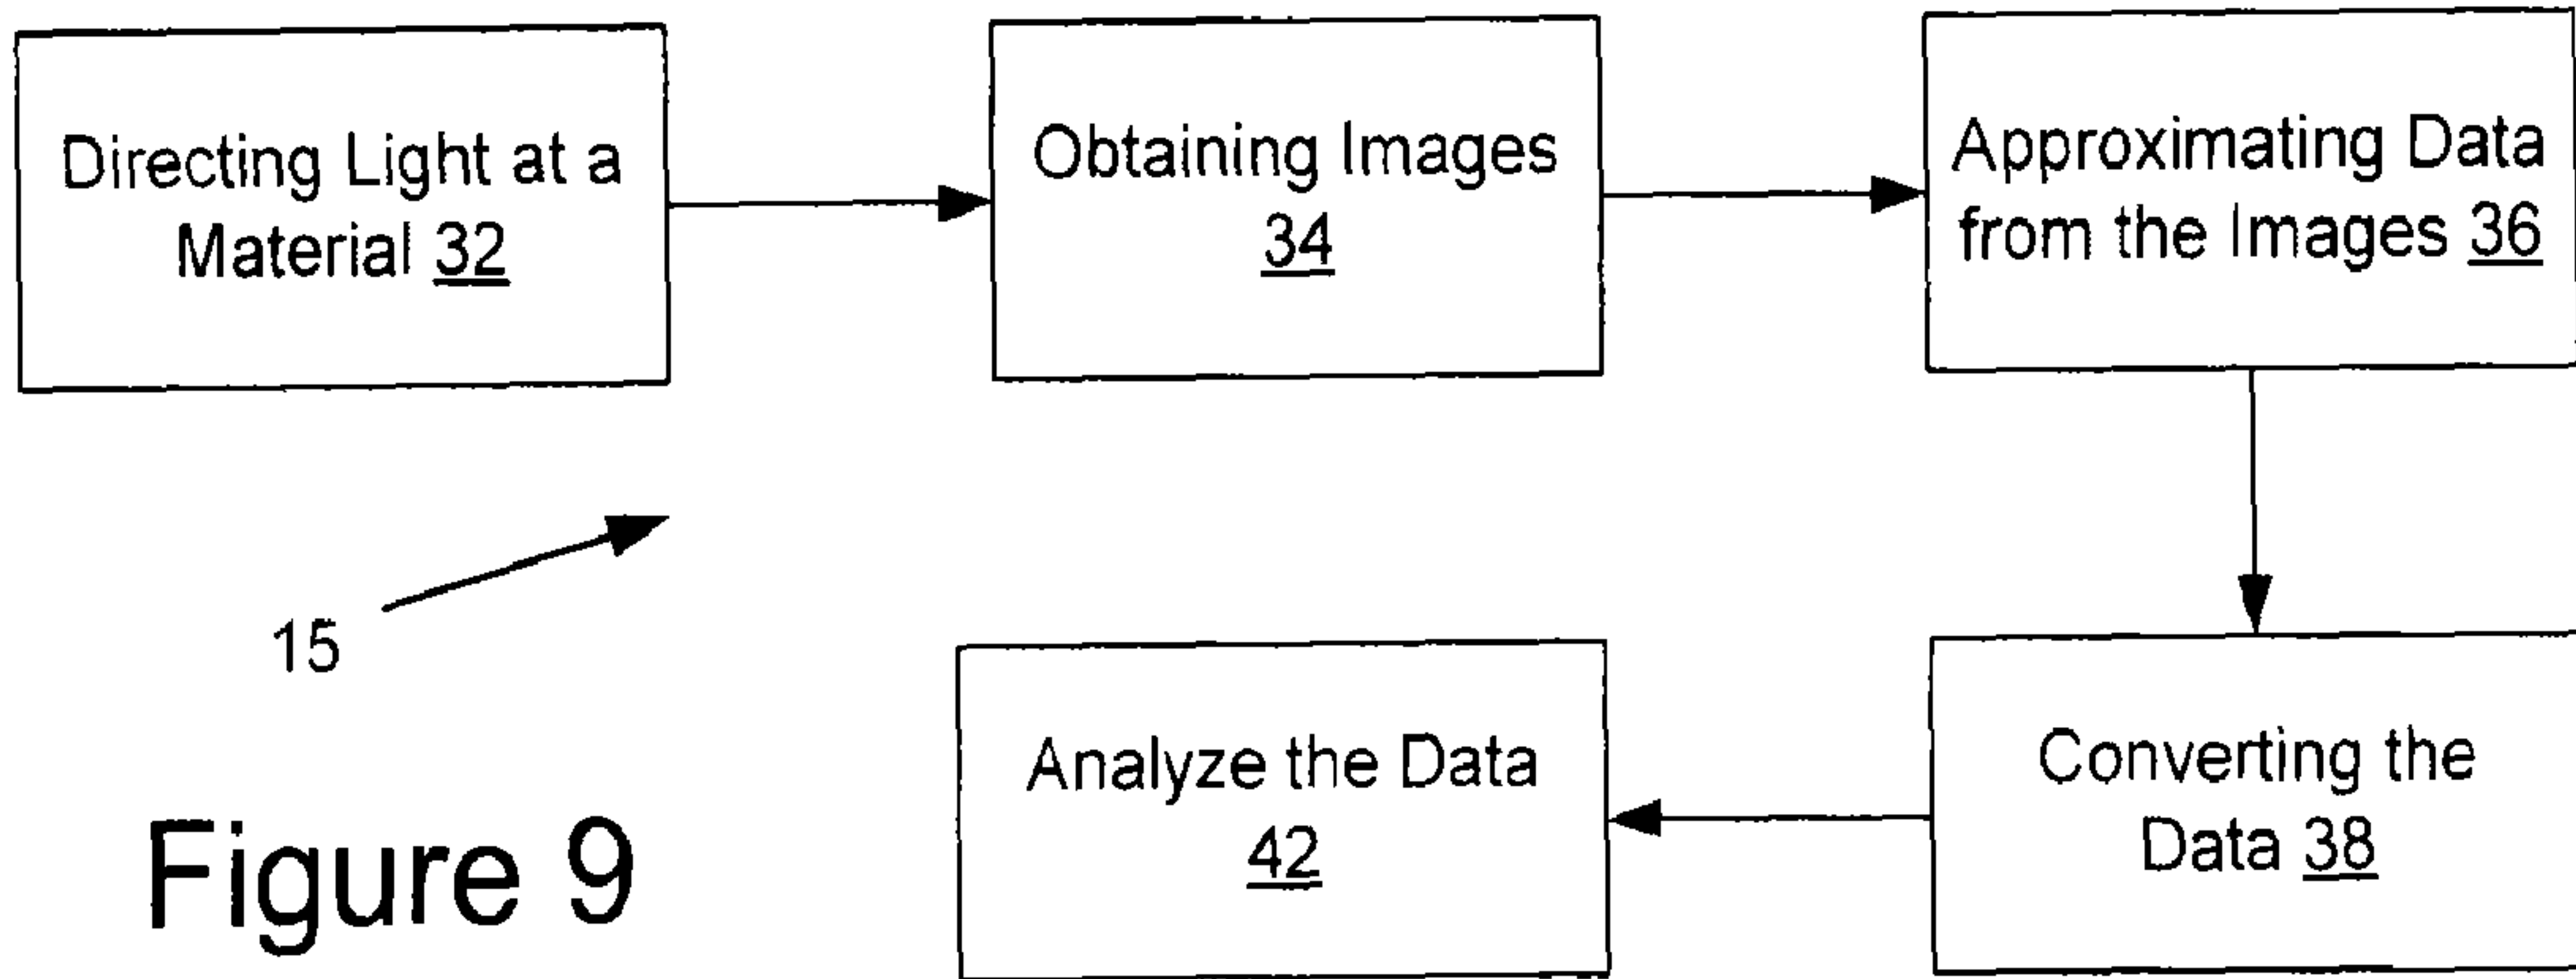 Directing Light at a
Material 32
Obtaining Images
34
Approximating Data
from the Images 36
Converting the
Data 38
Analyze the Data
42
15
Figure 9